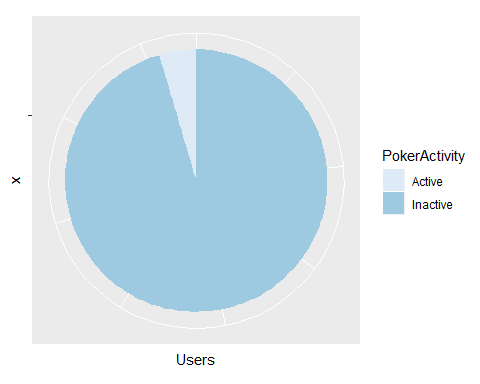 PokerActivity
Active
Inactive
x
Users